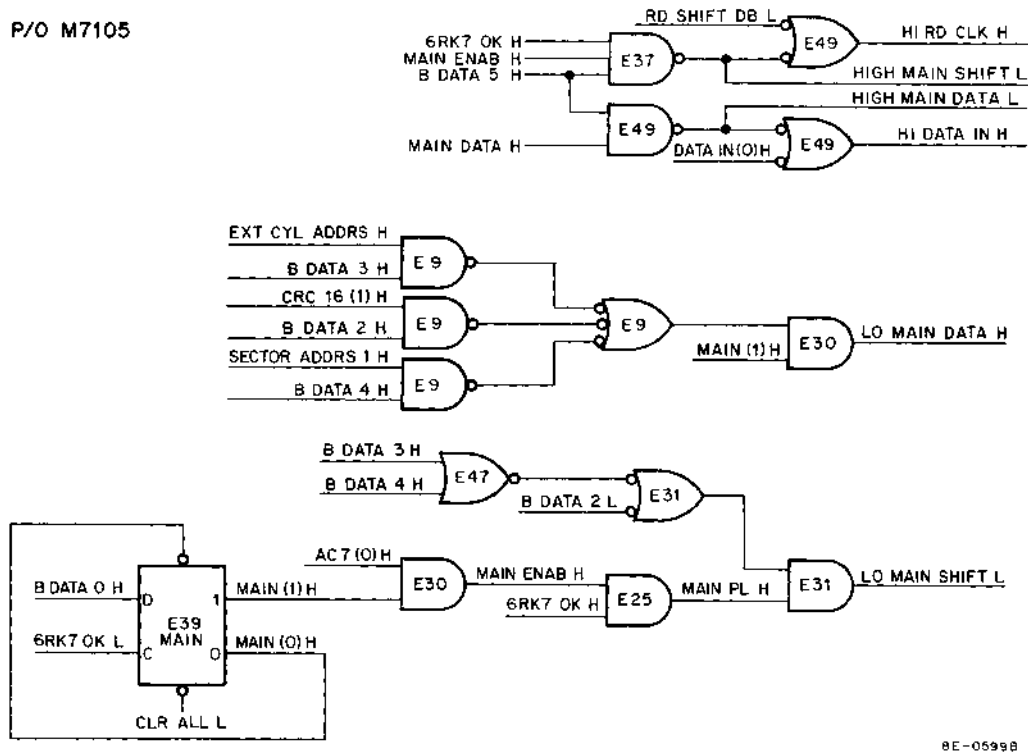 P/O M7105
RD SHIFT DB L
6RK7 OK H
MAIN ENAB H
B DATA 5 H
E37
E49
HI RD CLK H
HIGH MAIN SHIFT L
HIGH MAIN DATA L
MAIN DATA H
E49
DATA IN(0)H
E49
HI DATA IN H
EXT CYL ADDRS H
B DATA 3 H
E9
CRC 16 (1) H
B DATA 2 H
E9
E9
SECTOR ADDRS 1 H
B DATA 4 H
E9
MAIN (1) H
E30
LO MAIN DATA H
B DATA 3 H
B DATA 4 H
E47
B DATA 2 L
E31
AC7 (0) H
E30
MAIN ENAB H
6RK7 OK H
E25
MAIN PL H
E31
LO MAIN SHIFT L
B DATA 0 H
D
1
MAIN (1) H
E39
MAIN
6RK7 OK L
C
0
MAIN (0) H
CLR ALL L
8E-0599B